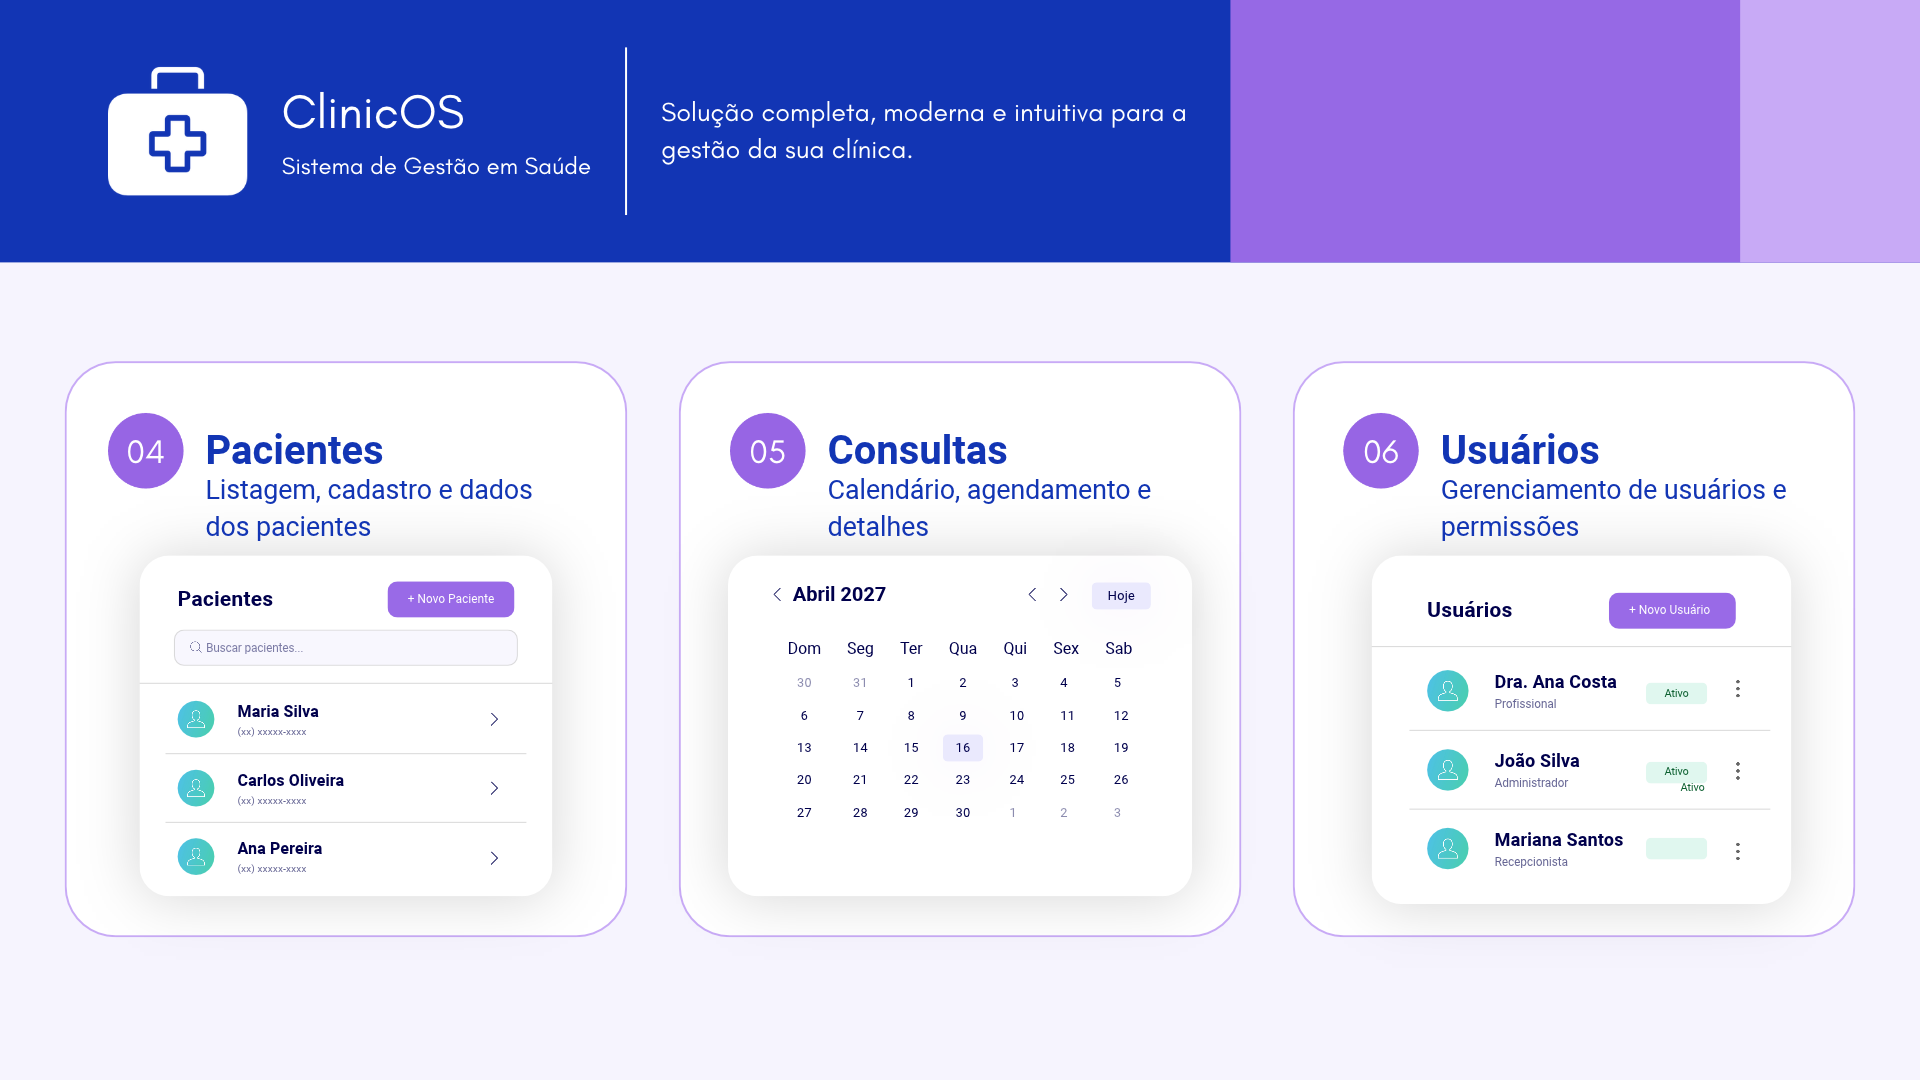 ClinicOS
Sistema de Gestão em Saúde
Solução completa, moderna e intuitiva para a
gestão da sua clínica.
04
Pacientes
Listagem, cadastro e dados
dos pacientes
Pacientes
+ Novo Paciente
Buscar pacientes...
Maria Silva
(xx) xxxxx-xxxx
Carlos Oliveira
(xx) xxxxx-xxxx
Ana Pereira
(xx) xxxxx-xxxx
05
Consultas
Calendário, agendamento e
detalhes
Abril 2027
Hoje
Dom Seg Ter Qua Qui Sex Sab
30 31 1 2 3 4 5
6 7 8 9 10 11 12
13 14 15 16 17 18 19
20 21 22 23 24 25 26
27 28 29 30 1 2 3
06
Usuários
Gerenciamento de usuários e
permissões
Usuários
+ Novo Usuário
Dra. Ana Costa
Profissional
Ativo
João Silva
Administrador
Ativo
Ativo
Mariana Santos
Recepcionista